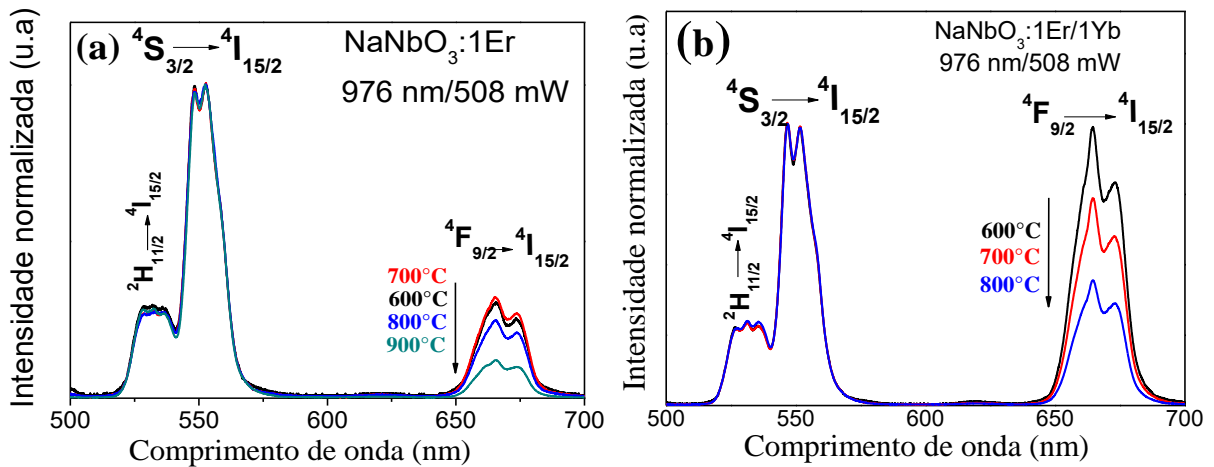 (a)
⁴S₃/₂ → ⁴I₁₅/₂
NaNbO₃:1Er
976 nm/508 mW
²H₁₁/₂ → ⁴I₁₅/₂
⁴F₉/₂ → ⁴I₁₅/₂
700°C
600°C
800°C
900°C
Intensidade normalizada (u.a)
500 550 600 650 700
Comprimento de onda (nm)
(b)
NaNbO₃:1Er/1Yb
976 nm/508 mW
⁴S₃/₂ → ⁴I₁₅/₂
⁴F₉/₂ → ⁴I₁₅/₂
²H₁₁/₂ → ⁴I₁₅/₂
600°C
700°C
800°C
Intensidade normalizada (u.a)
500 550 600 650 700
Comprimento de onda (nm)